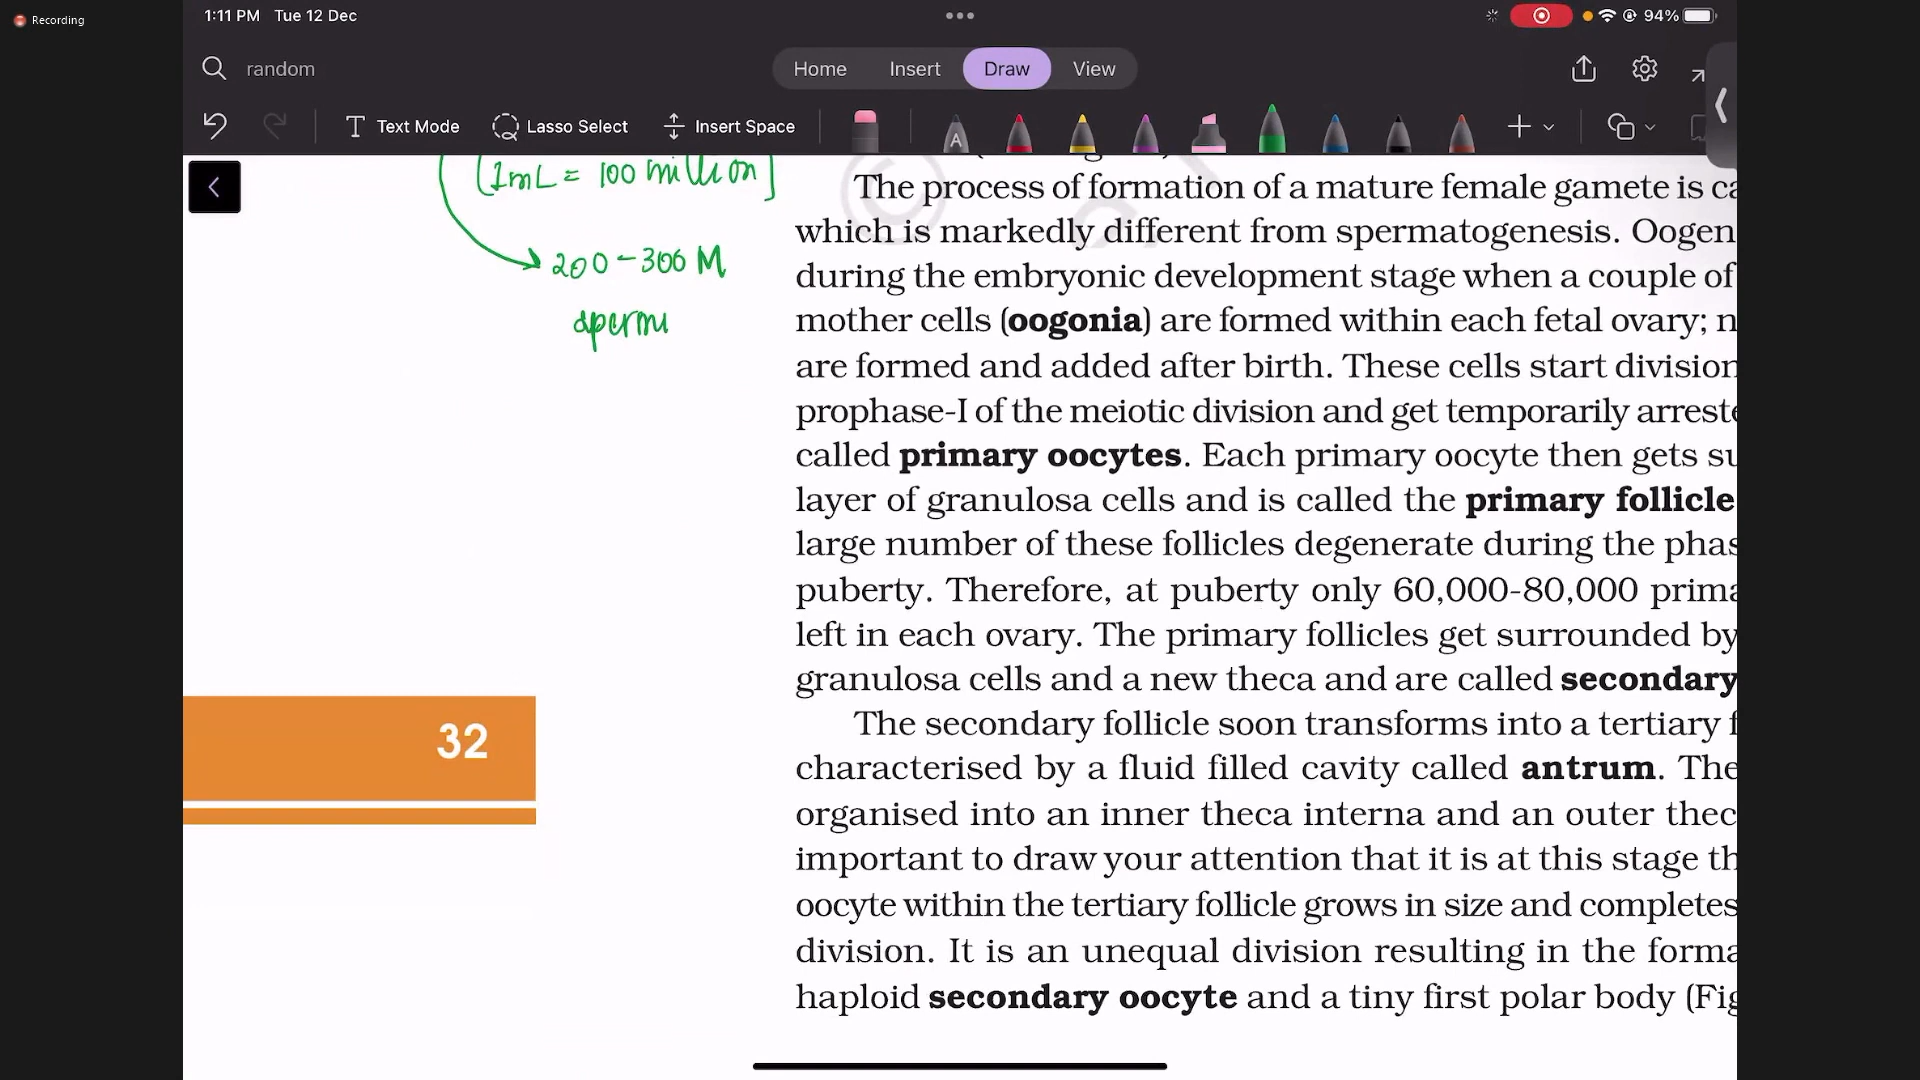 Recording
1:11 PM Tue 12 Dec
94%
random
Home Insert Draw View
Text Mode Lasso Select Insert Space
A
[1mL = 100 million]
200 - 300 M
sperms
The process of formation of a mature female gamete is ca
which is markedly different from spermatogenesis. Oogen
during the embryonic development stage when a couple of
mother cells (oogonia) are formed within each fetal ovary; n
are formed and added after birth. These cells start division
prophase-I of the meiotic division and get temporarily arreste
called primary oocytes. Each primary oocyte then gets su
layer of granulosa cells and is called the primary follicle
large number of these follicles degenerate during the phas
puberty. Therefore, at puberty only 60,000-80,000 prima
left in each ovary. The primary follicles get surrounded by
granulosa cells and a new theca and are called secondary
32
The secondary follicle soon transforms into a tertiary f
characterised by a fluid filled cavity called antrum. The
organised into an inner theca interna and an outer thec
important to draw your attention that it is at this stage th
oocyte within the tertiary follicle grows in size and completes
division. It is an unequal division resulting in the forma
haploid secondary oocyte and a tiny first polar body (Fig